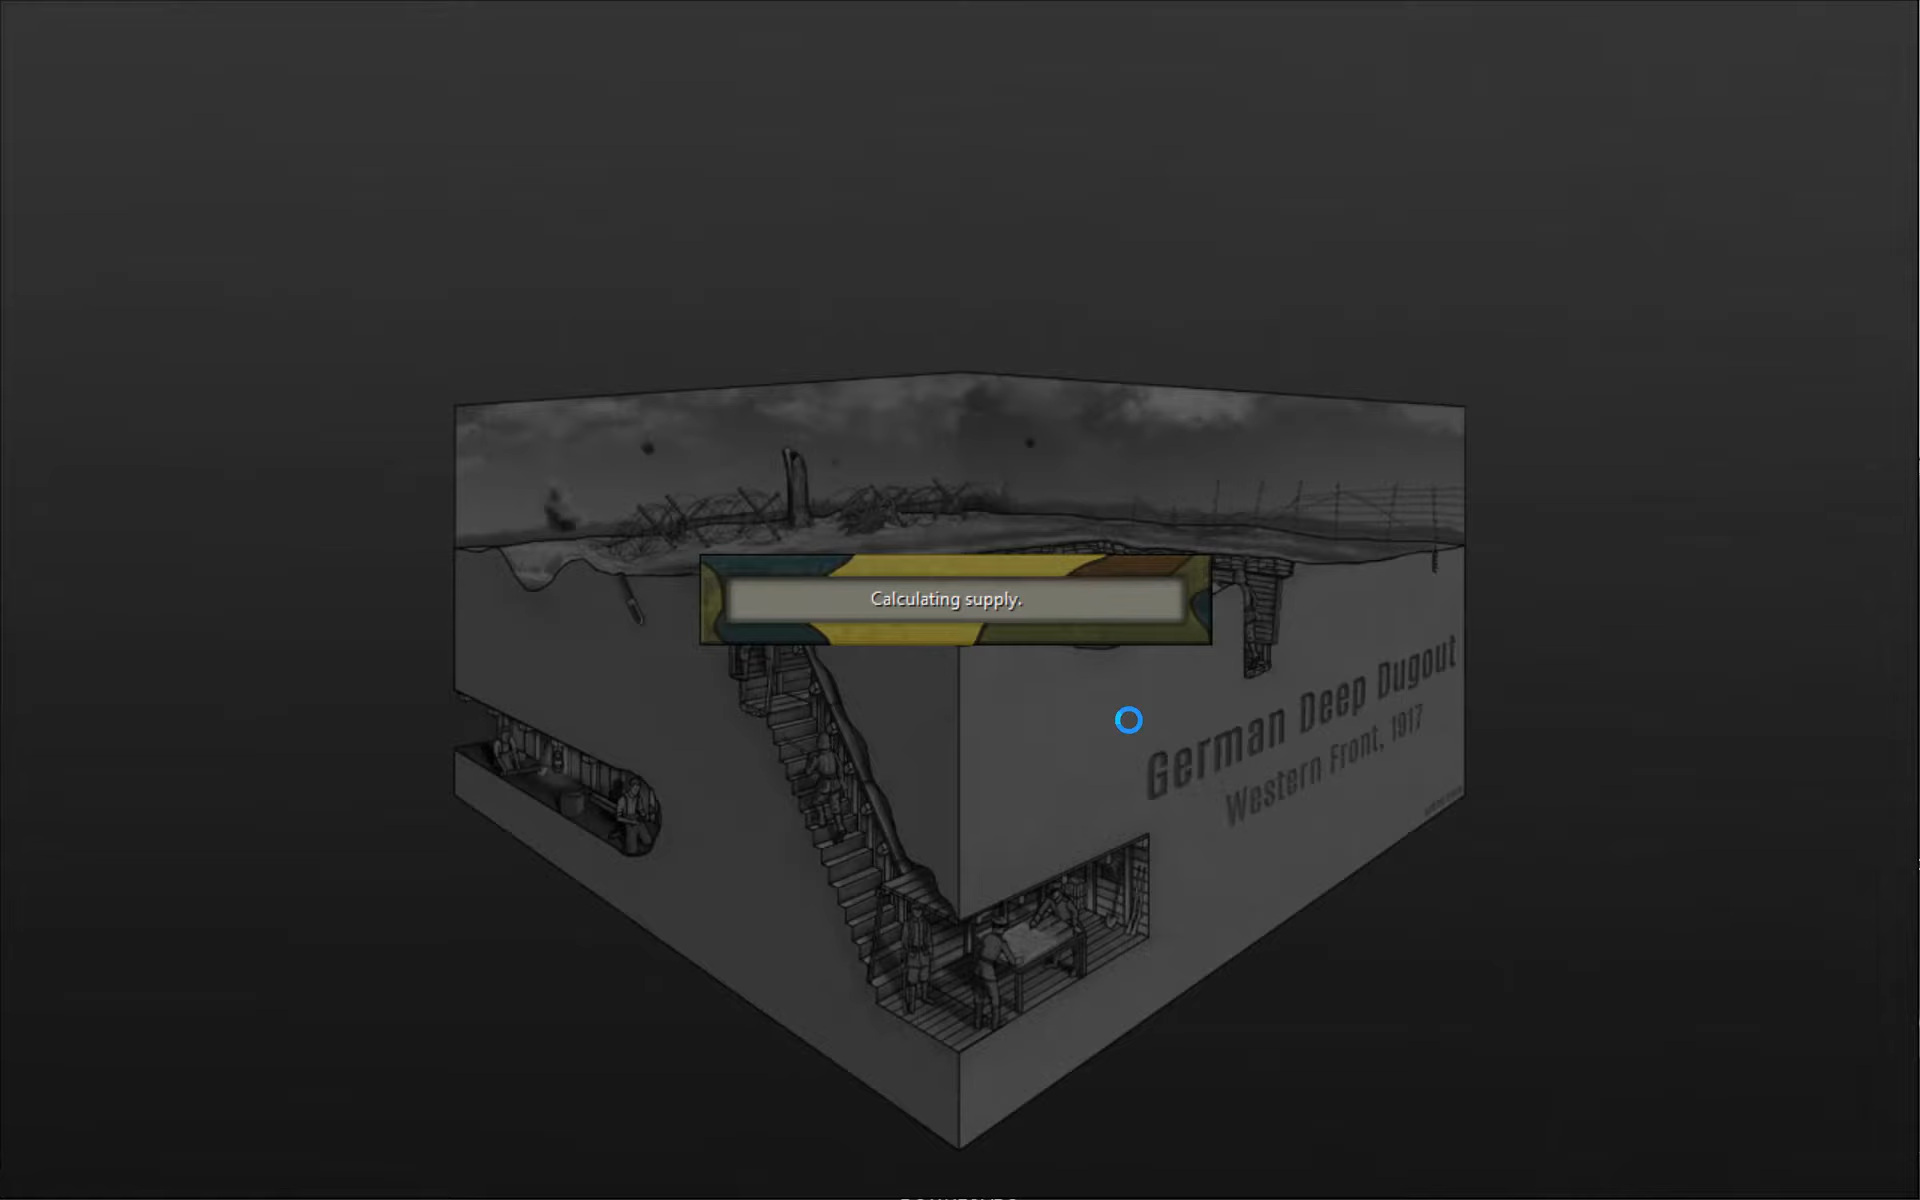 Calculating supply.
German Deep Dugout
Western Front, 1917